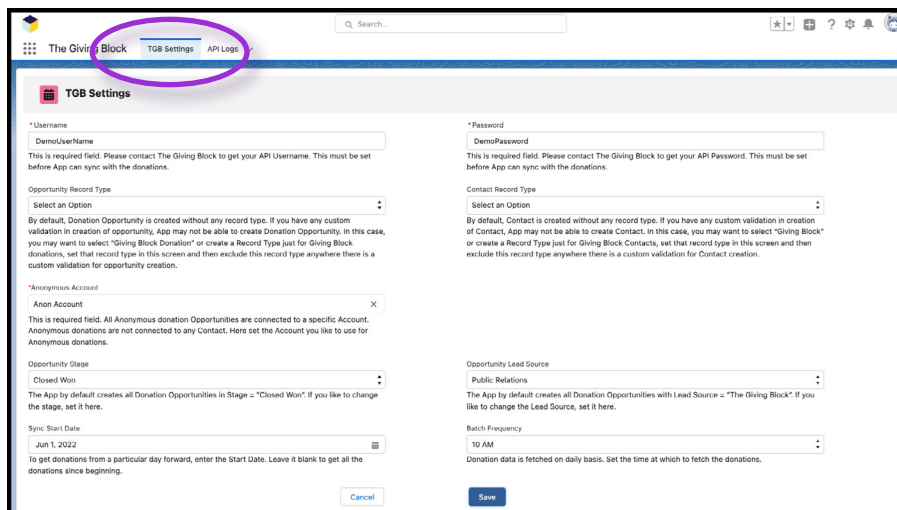 Search...
The Giving Block TGB Settings API Logs
TGB Settings
*Username
DemoUserName
This is required field. Please contact The Giving Block to get your API Username. This must be set
before App can sync with the donations.
*Password
DemoPassword
This is required field. Please contact The Giving Block to get your API Password. This must be set
before App can sync with the donations.
Opportunity Record Type
Select an Option
By default, Donation Opportunity is created without any record type. If you have any custom
validation in creation of opportunity, App may not be able to create Donation Opportunity. In this case,
you may want to select "Giving Block Donation" or create a Record Type just for Giving Block
donations, set that record type in this screen and then exclude this record type anywhere there is a
custom validation for opportunity creation.
Contact Record Type
Select an Option
By default, Contact is created without any record type. If you have any custom validation in creation
of Contact, App may not be able to create Contact. In this case, you may want to select "Giving Block"
or create a Record Type just for Giving Block Contacts, set that record type in this screen and then
exclude this record type anywhere there is a custom validation for Contact creation.
*Anonymous Account
Anon Account
This is required field. All Anonymous donation Opportunities are connected to a specific Account.
Anonymous donations are not connected to any Contact. Here set the Account you like to use for
Anonymous donations.
Opportunity Stage
Closed Won
The App by default creates all Donation Opportunities in Stage = "Closed Won". If you like to change
the stage, set it here.
Opportunity Lead Source
Public Relations
The App by default creates all Donation Opportunities with Lead Source = "The Giving Block". If you
like to change the Lead Source, set it here.
Sync Start Date
Jun 1, 2022
To get donations from a particular day forward, enter the Start Date. Leave it blank to get all the
donations since beginning.
Batch Frequency
10 AM
Donation data is fetched on daily basis. Set the time at which to fetch the donations.
Cancel
Save